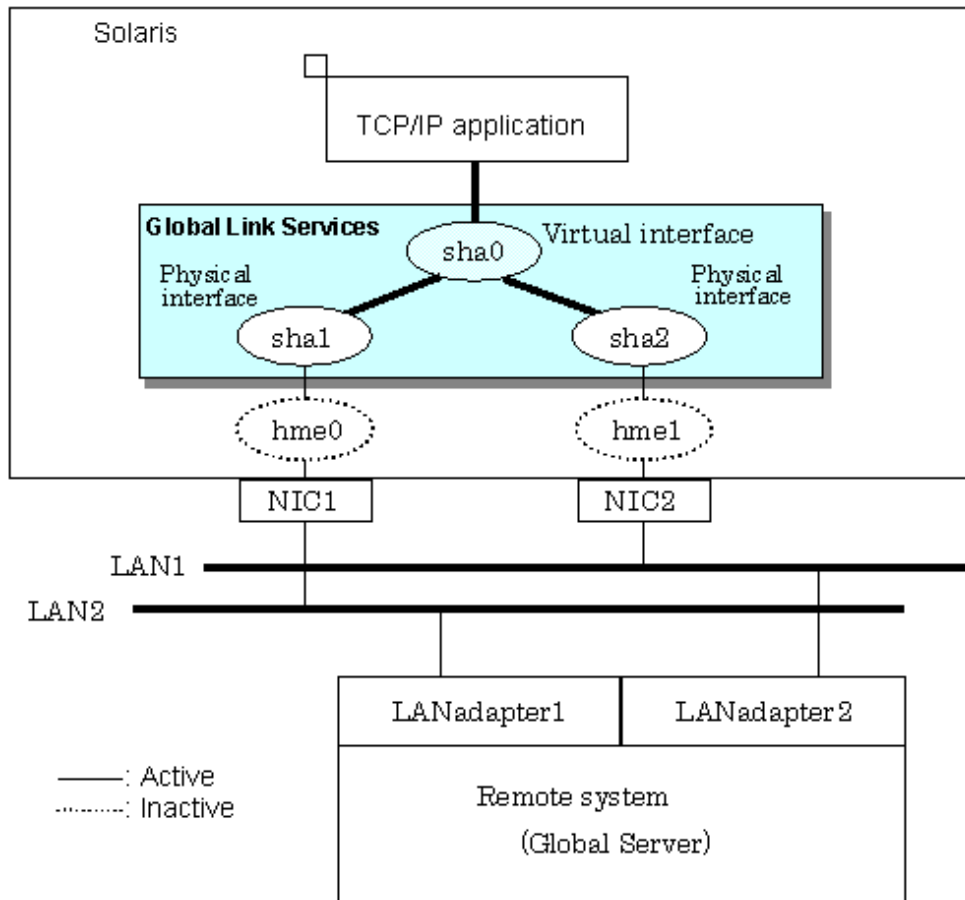 Solaris
TCP/IP application
Global Link Services
sha0
Virtual interface
Physical
interface
Physical
interface
sha1
sha2
hme0
hme1
NIC1
NIC2
LAN1
LAN2
LANadapter1
LANadapter2
: Active
: Inactive
Remote system
(Global Server)